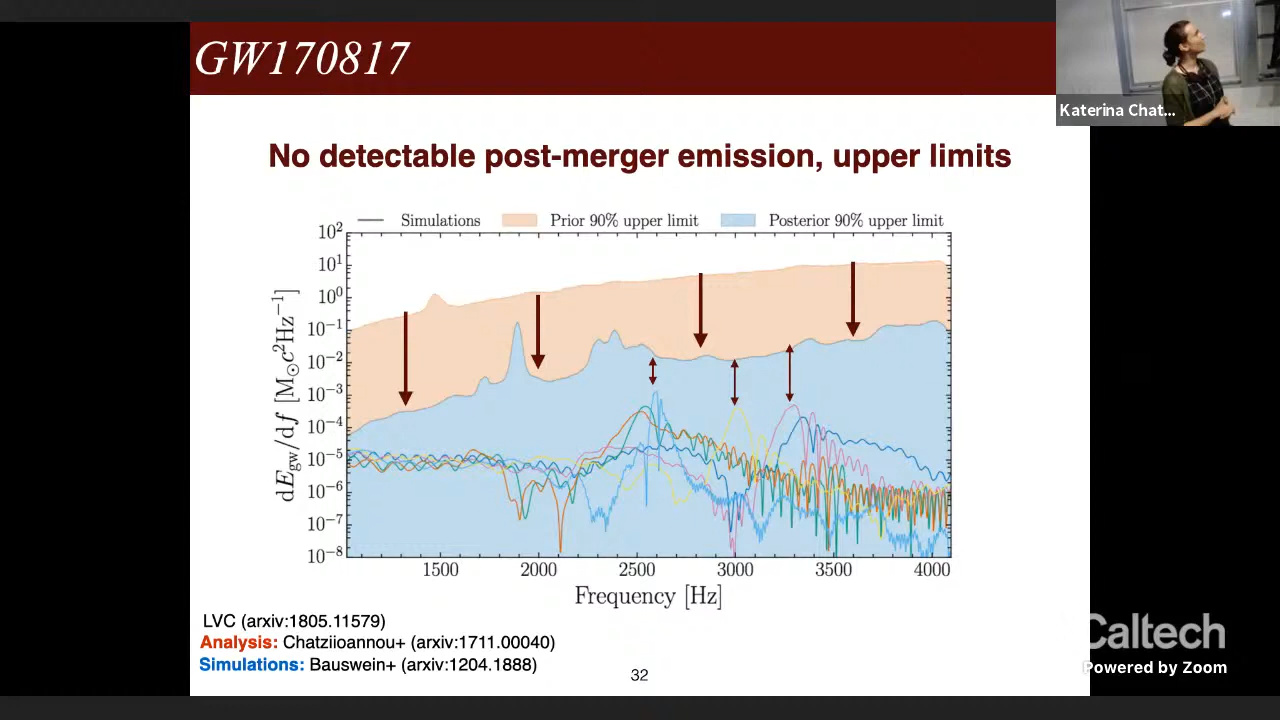 GW170817
Katerina Chat...
No detectable post-merger emission, upper limits
Simulations Prior 90% upper limit Posterior 90% upper limit
10² 
10¹
10⁰
10⁻¹
10⁻²
10⁻³
10⁻⁴
10⁻⁵
10⁻⁶
10⁻⁷
10⁻⁸
dE_gw/df [M_⊙c²Hz⁻¹]
1500 2000 2500 3000 3500 4000
Frequency [Hz]
LVC (arxiv:1805.11579)
Analysis: Chatziioannou+ (arxiv:1711.00040)
Simulations: Bauswein+ (arxiv:1204.1888)
32
Caltech
Powered by Zoom